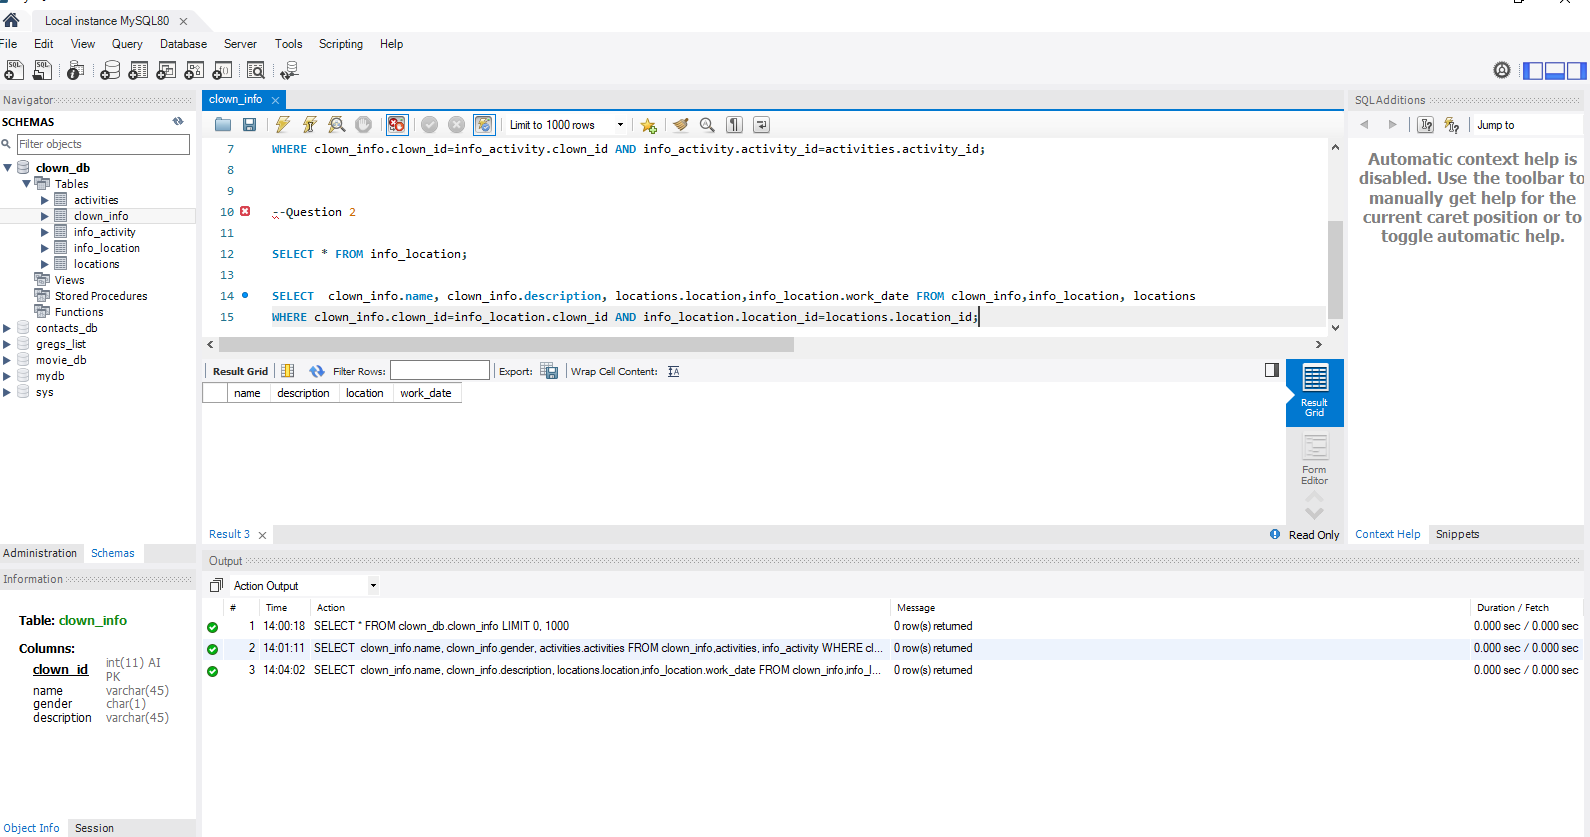 Local instance MySQL80
File Edit View Query Database Server Tools Scripting Help
Navigator
SCHEMAS
Filter objects
clown_db
Tables
activities
clown_info
info_activity
info_location
locations
Views
Stored Procedures
Functions
contacts_db
gregs_list
movie_db
mydb
sys
Administration Schemas
Information
Table: clown_info
Columns:
clown_id int(11) AI PK
name varchar(45)
gender char(1)
description varchar(45)
Object Info Session
clown_info
Limit to 1000 rows
7 WHERE clown_info.clown_id=info_activity.clown_id AND info_activity.activity_id=activities.activity_id;
8
9
10 --Question 2
11
12 SELECT * FROM info_location;
13
14 SELECT  clown_info.name, clown_info.description, locations.location,info_location.work_date FROM clown_info,info_location, locations
15 WHERE clown_info.clown_id=info_location.clown_id AND info_location.location_id=locations.location_id;
Result Grid Filter Rows: Export: Wrap Cell Content:
name description location work_date
Result Grid
Form Editor
Result 3 Read Only
Output
Action Output
# Time Action Message Duration / Fetch
1 14:00:18 SELECT * FROM clown_db.clown_info LIMIT 0, 1000 0 row(s) returned 0.000 sec / 0.000 sec
2 14:01:11 SELECT  clown_info.name, clown_info.gender, activities.activities FROM clown_info,activities, info_activity WHERE cl... 0 row(s) returned 0.000 sec / 0.000 sec
3 14:04:02 SELECT  clown_info.name, clown_info.description, locations.location,info_location.work_date FROM clown_info,info_l... 0 row(s) returned 0.000 sec / 0.000 sec
SQLAdditions
Jump to
Automatic context help is
disabled. Use the toolbar to
manually get help for the
current caret position or to
toggle automatic help.
Context Help Snippets